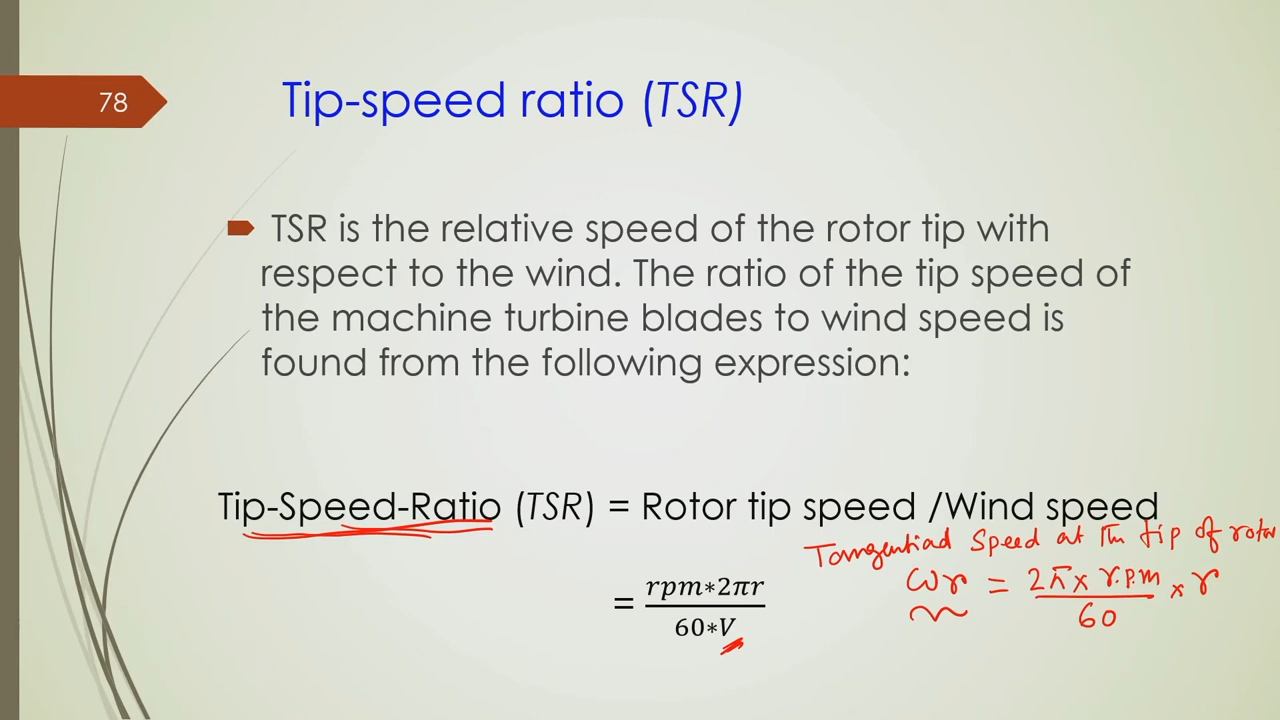 78
Tip-speed ratio (TSR)
TSR is the relative speed of the rotor tip with
respect to the wind. The ratio of the tip speed of
the machine turbine blades to wind speed is
found from the following expression:
Tip-Speed-Ratio (TSR) = Rotor tip speed /Wind speed
Tangential Speed at the tip of rotor
= rpm*2πr / 60*V
ωr = 2π x r.p.m / 60 x r